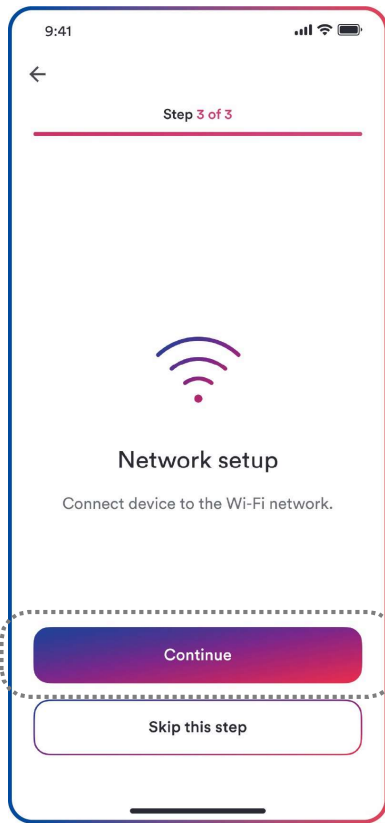 9:41
Step 3 of 3
Network setup
Connect device to the Wi-Fi network.
Continue
Skip this step